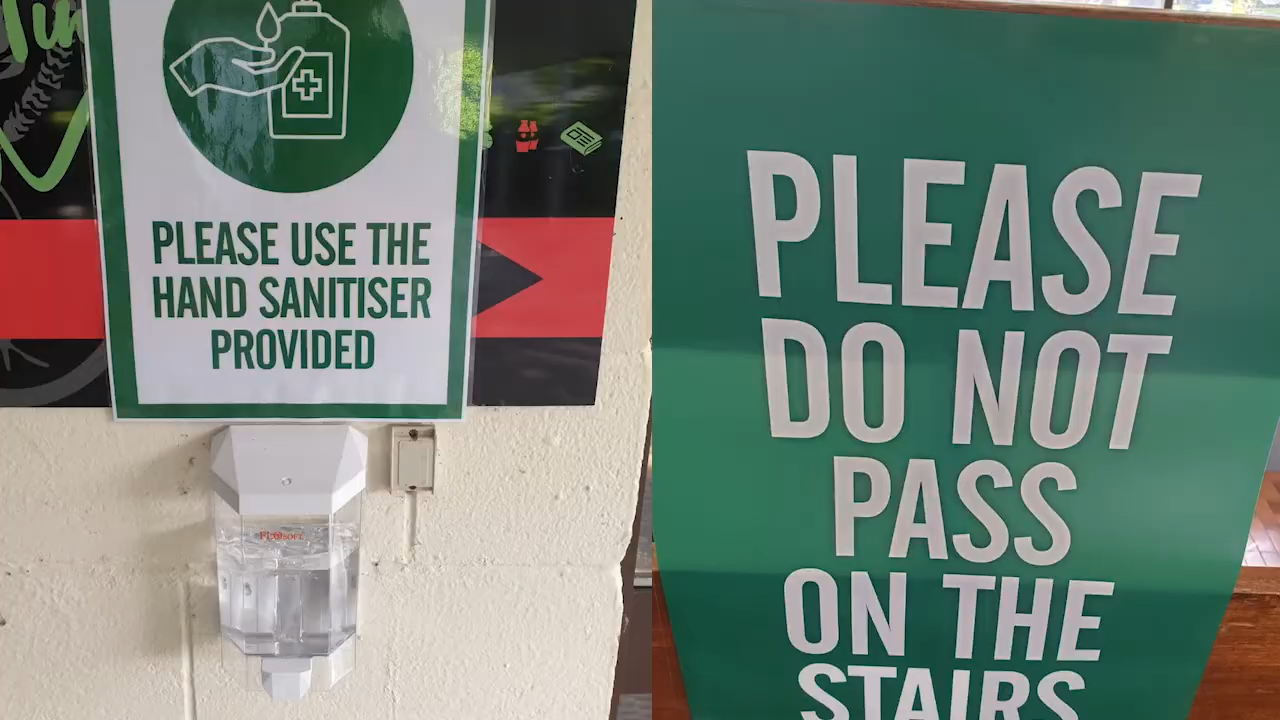 PLEASE USE THE
HAND SANITISER
PROVIDED
PLEASE
DO NOT
PASS
ON THE
STAIRS